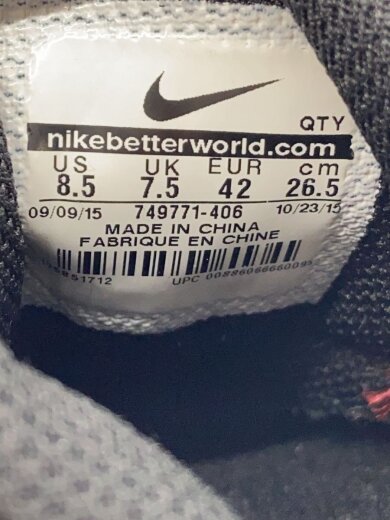 QTY
nikebetterworld.com
US UK EUR cm
8.5 7.5 42 26.5
09/09/15 749771-406 10/23/15
MADE IN CHINA
FABRIQUE EN CHINE
UPC